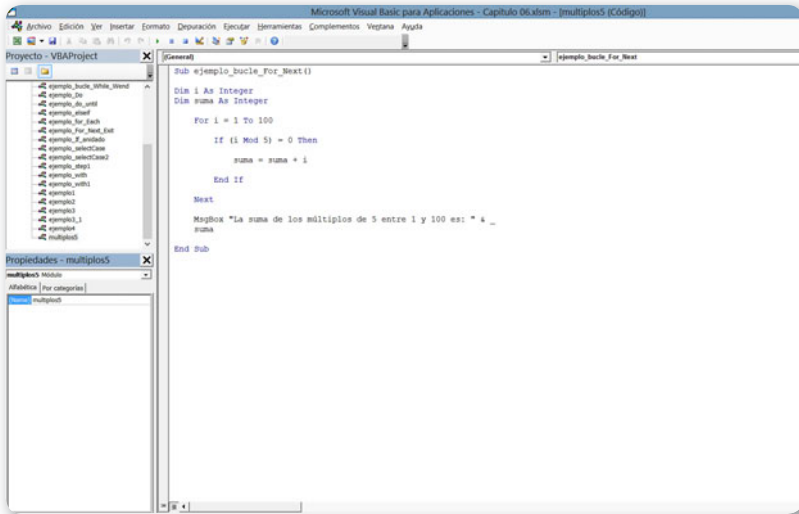 Microsoft Visual Basic para Aplicaciones - Capitulo 06.xlsm - [multiplos5 (Código)]
Archivo Edición Ver Insertar Formato Depuración Ejecutar Herramientas Complementos Ventana Ayuda
Proyecto - VBAProject
ejemplo_bucle_While_Wend
ejemplo_Do
ejemplo_do_until
ejemplo_elseif
ejemplo_for_Each
ejemplo_For_Next_Exit
ejemplo_If_anidado
ejemplo_selectCase
ejemplo_selectCase2
ejemplo_step1
ejemplo_with
ejemplo_with1
ejemplo1
ejemplo2
ejemplo3
ejemplo3_1
ejemplo4
multiplos5
Propiedades - multiplos5
multiplos5 Módulo
Alfabética Por categorías
(Name) multiplos5
(General) ejemplo_bucle_For_Next
Sub ejemplo_bucle_For_Next()
Dim i As Integer
Dim suma As Integer
For i = 1 To 100
If (i Mod 5) = 0 Then
suma = suma + i
End If
Next
MsgBox "La suma de los múltiplos de 5 entre 1 y 100 es: " & _
suma
End Sub